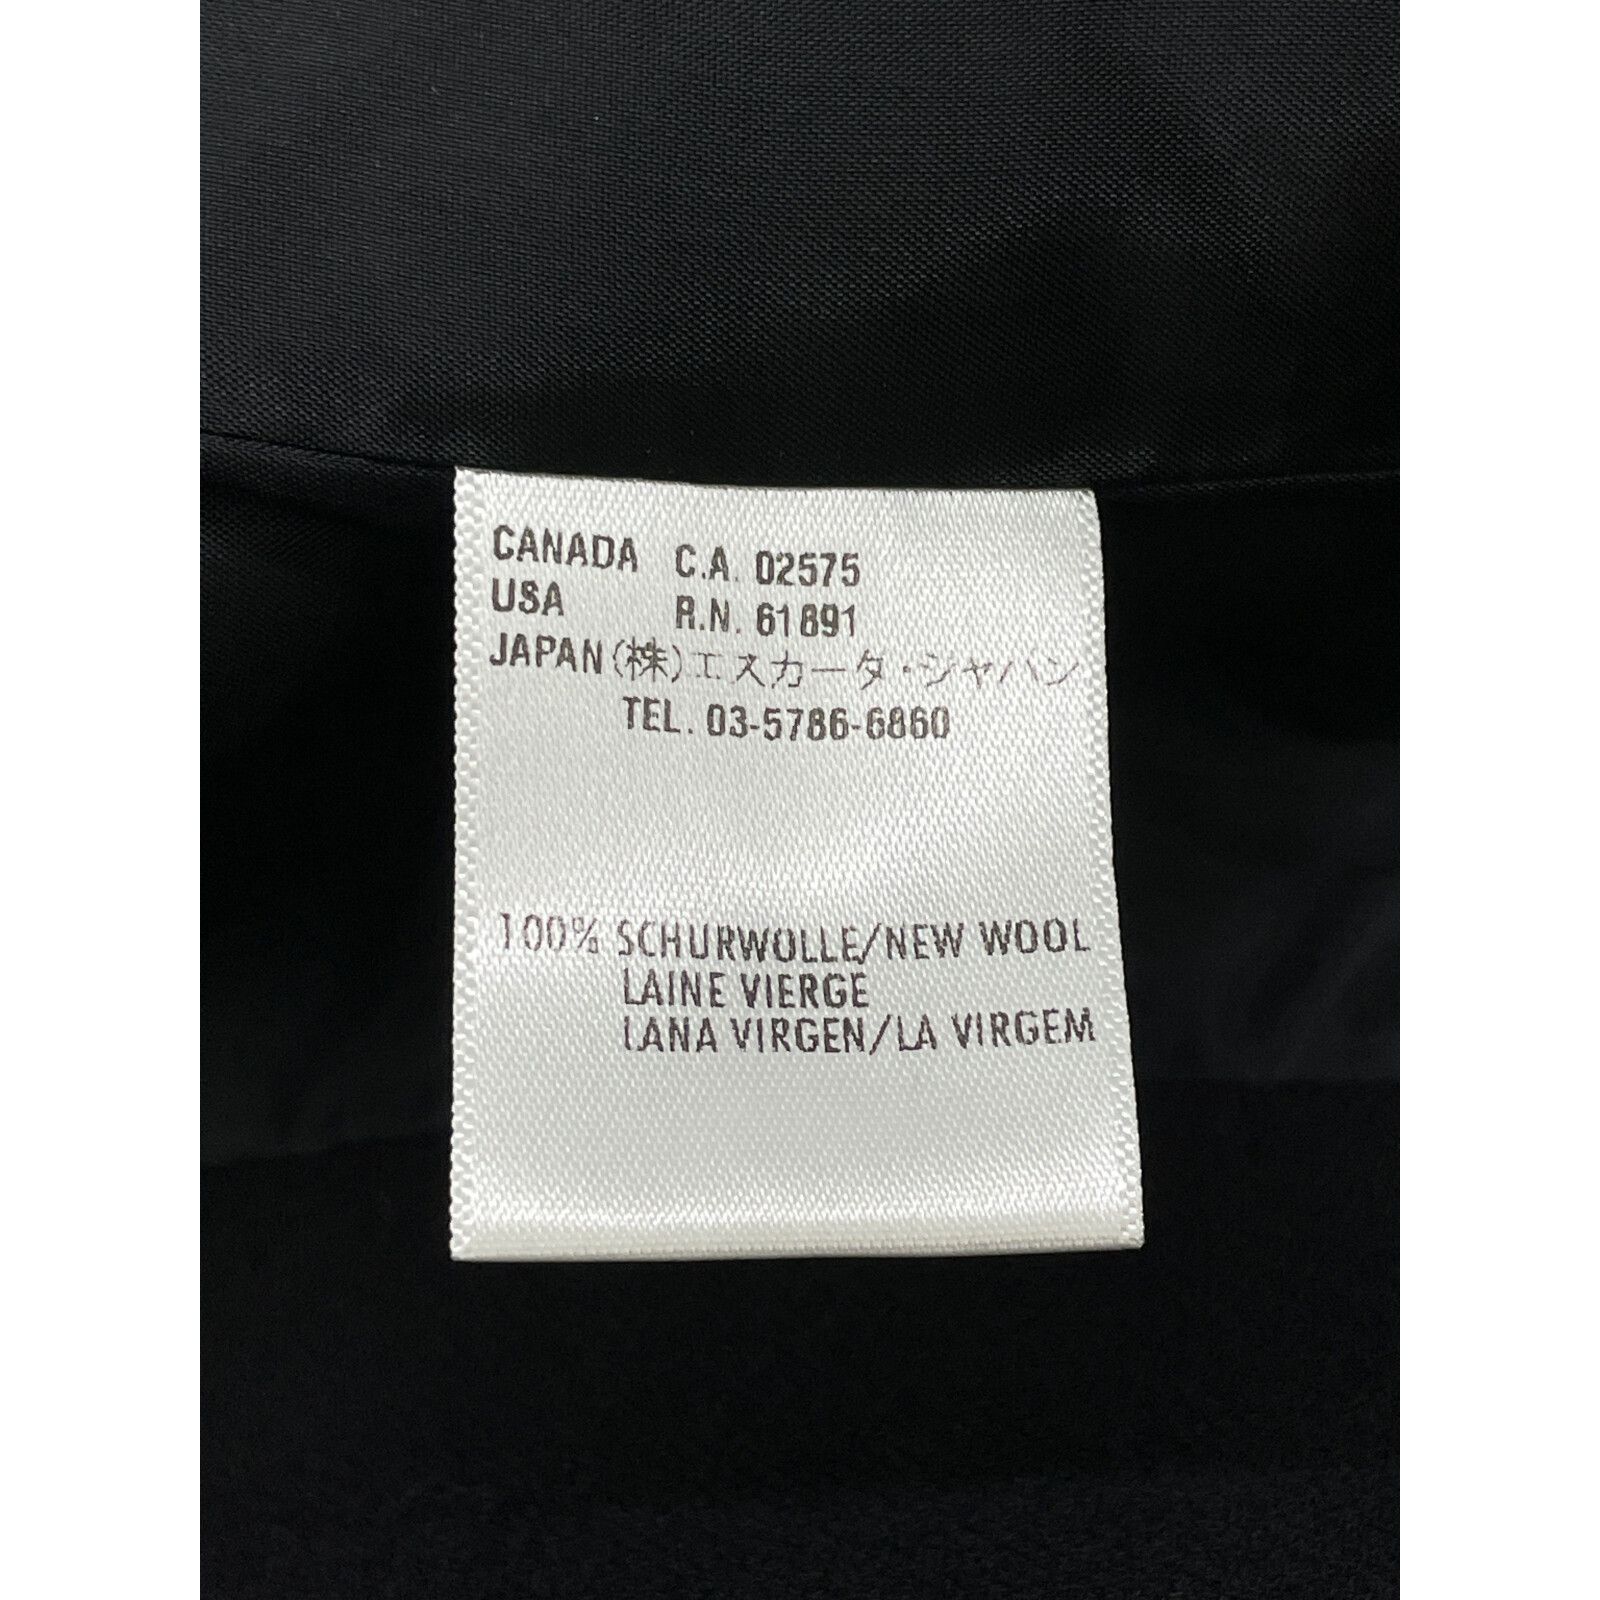 CANADA C.A. 02575
USA R.N. 61891
JAPAN (株)エスカーダ・ジャパン
TEL. 03-5786-6860
100% SCHURWOLLE/NEW WOOL
LAINE VIERGE
LANA VIRGEN/LA VIRGEM